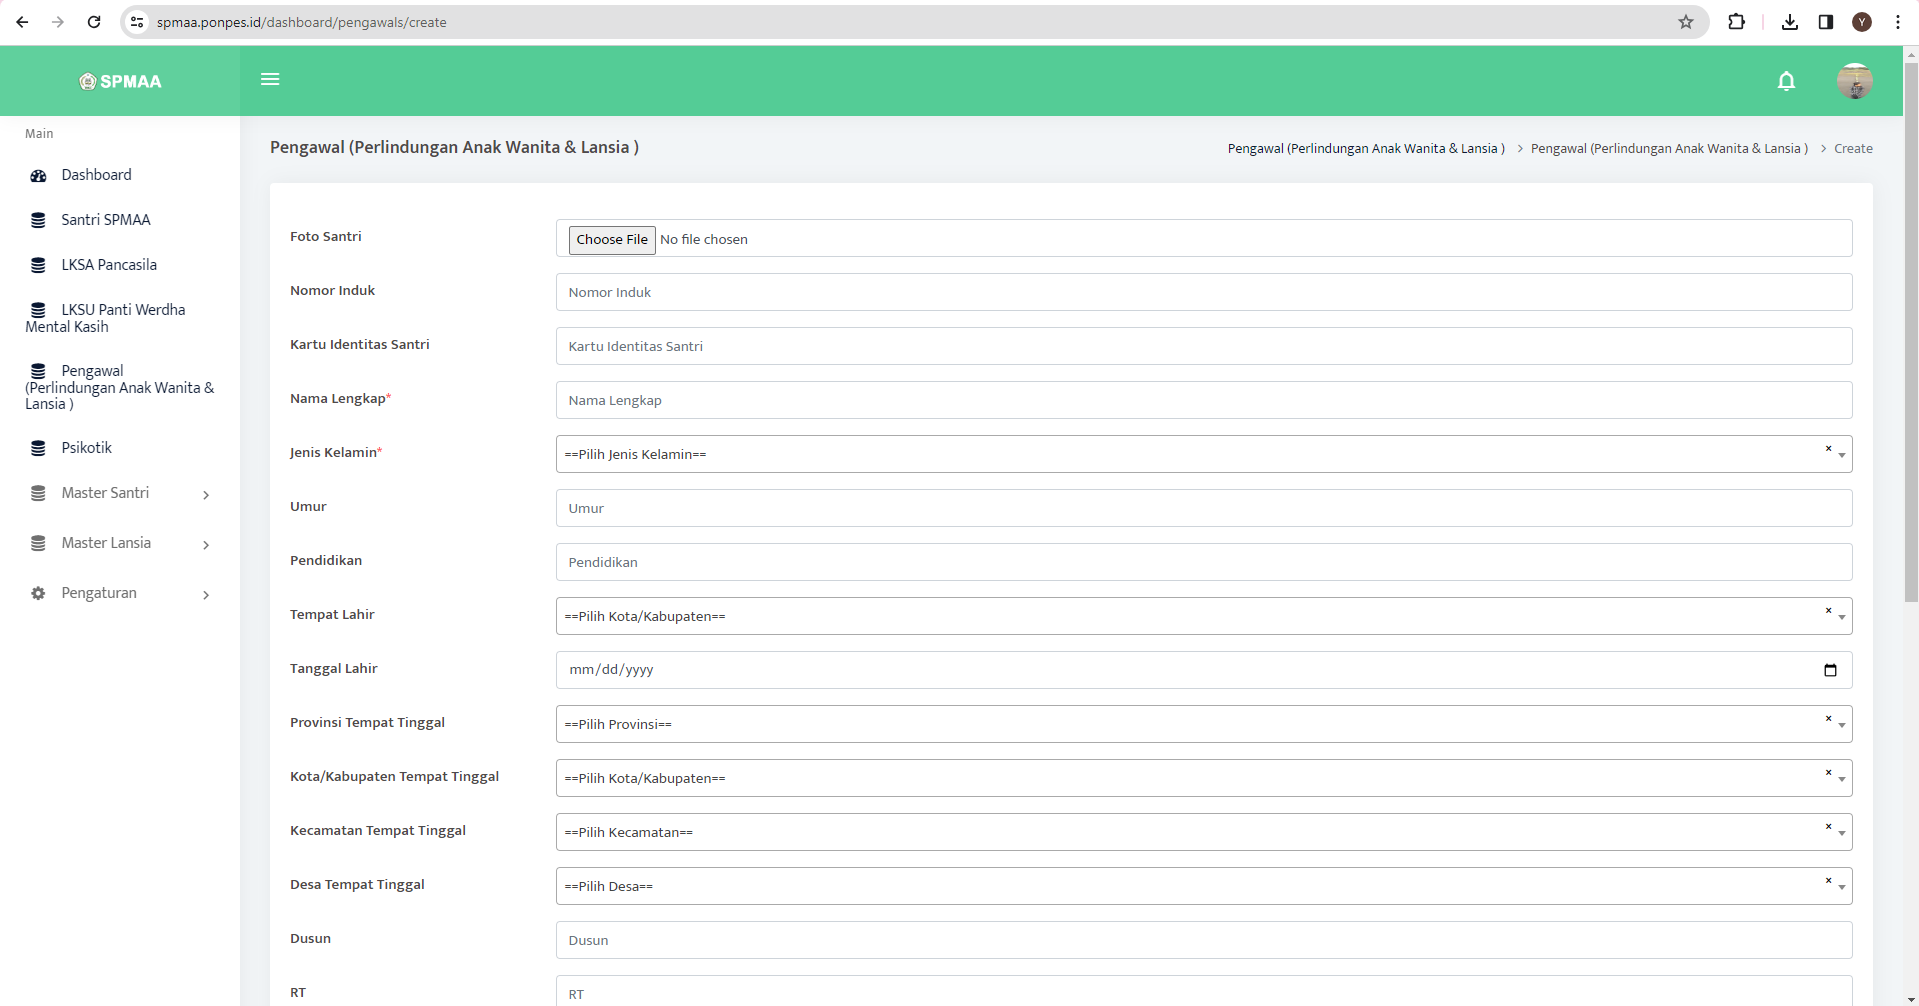 spmaa.ponpes.id/dashboard/pengawals/create
Y
SPMAA
Main
Dashboard
Santri SPMAA
LKSA Pancasila
LKSU Panti Werdha
Mental Kasih
Pengawal
(Perlindungan Anak Wanita &
Lansia )
Psikotik
Master Santri
Master Lansia
Pengaturan
Pengawal (Perlindungan Anak Wanita & Lansia )
Pengawal (Perlindungan Anak Wanita & Lansia ) > Pengawal (Perlindungan Anak Wanita & Lansia ) > Create
Foto Santri
Choose File No file chosen
Nomor Induk
Nomor Induk
Kartu Identitas Santri
Kartu Identitas Santri
Nama Lengkap*
Nama Lengkap
Jenis Kelamin*
==Pilih Jenis Kelamin== ×
Umur
Umur
Pendidikan
Pendidikan
Tempat Lahir
==Pilih Kota/Kabupaten== ×
Tanggal Lahir
mm/dd/yyyy
Provinsi Tempat Tinggal
==Pilih Provinsi== ×
Kota/Kabupaten Tempat Tinggal
==Pilih Kota/Kabupaten== ×
Kecamatan Tempat Tinggal
==Pilih Kecamatan== ×
Desa Tempat Tinggal
==Pilih Desa== ×
Dusun
Dusun
RT
RT